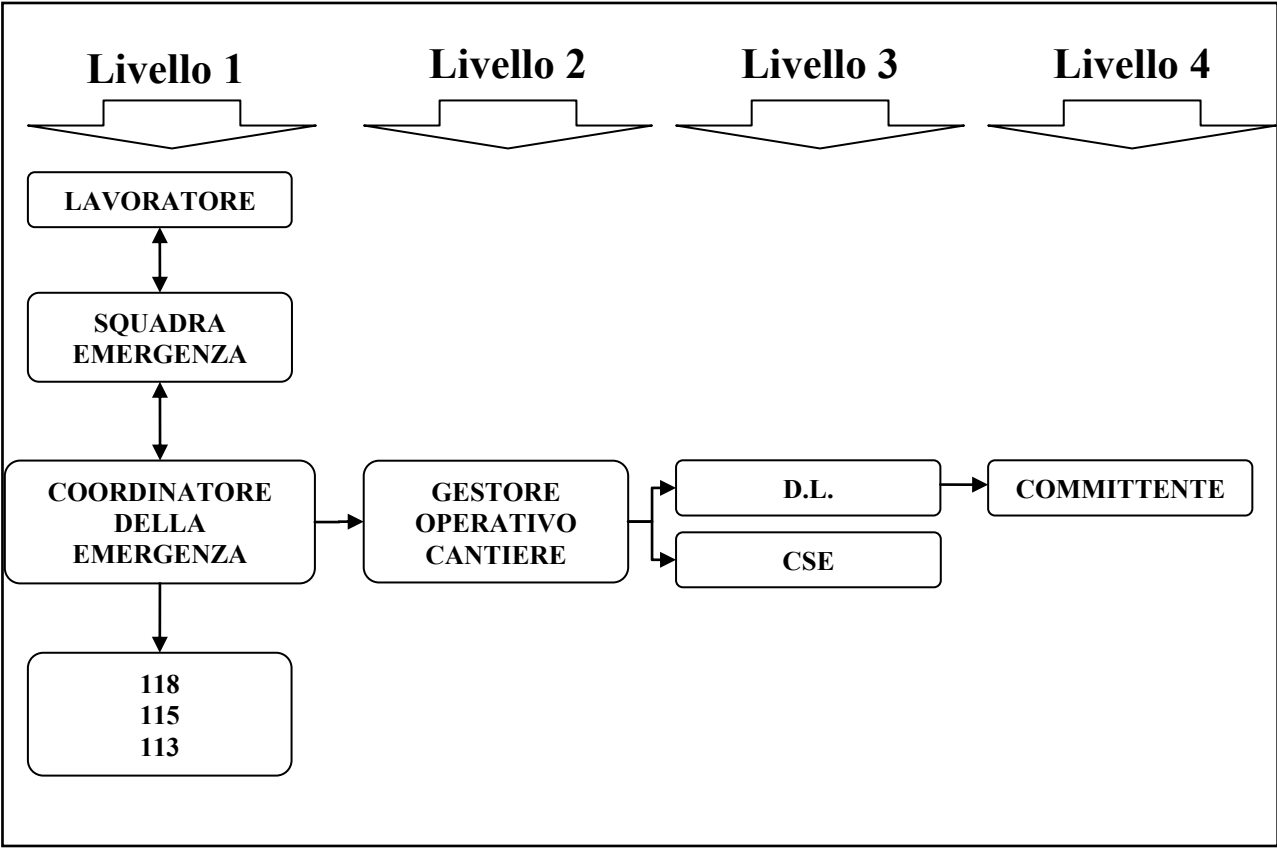 Livello 1
Livello 2
Livello 3
Livello 4
LAVORATORE
SQUADRA
EMERGENZA
COORDINATORE
DELLA
EMERGENZA
GESTORE
OPERATIVO
CANTIERE
D.L.
CSE
COMMITTENTE
118
115
113